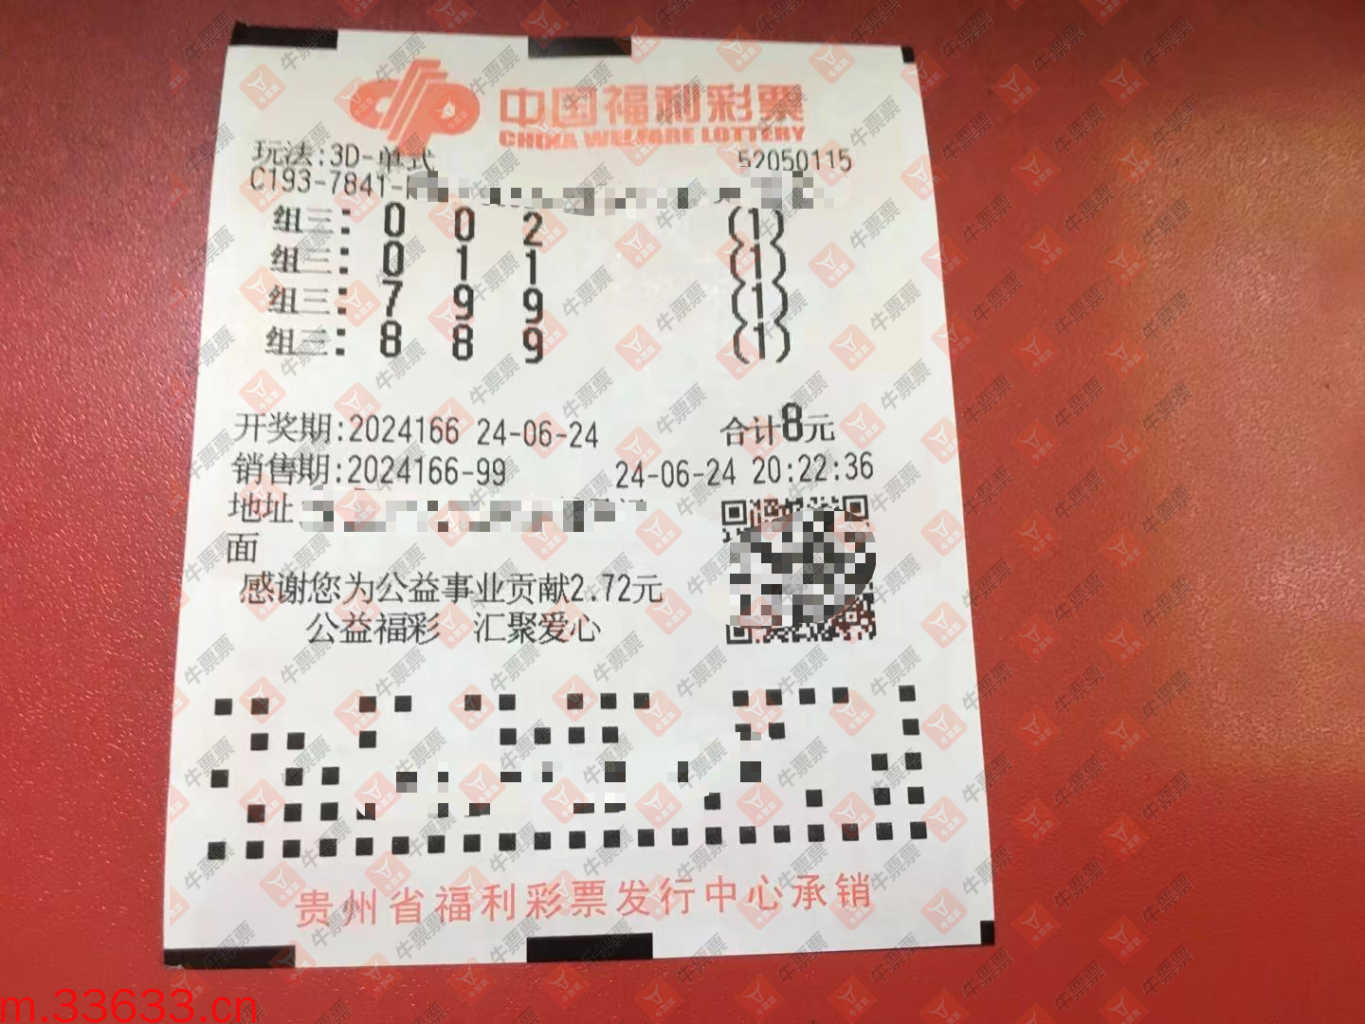 中国福利彩票
CHINA WELFARE LOTTERY
玩法:3D-单式 52050115
C193-7841-
组三: 0 0 2 (1)
组三: 0 1 1 (1)
组三: 7 9 9 (1)
组三: 8 8 9 (1)
开奖期:2024166 24-06-24 合计8元
销售期:2024166-99 24-06-24 20:22:36
地址
面
感谢您为公益事业贡献2.72元
公益福彩 汇聚爱心
贵州省福利彩票发行中心承销
m.33633.cn
牛票票